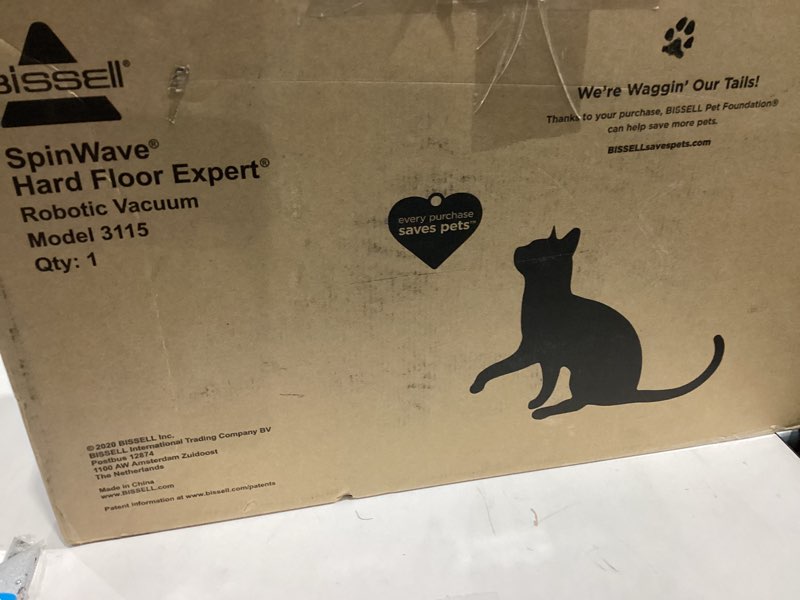 BISSELL®
SpinWave®
Hard Floor Expert®
Robotic Vacuum
Model 3115
Qty: 1
We're Waggin' Our Tails!
Thanks to your purchase, BISSELL Pet Foundation®
can help save more pets.
BISSELLsavespets.com
every purchase
saves pets™
©2020 BISSELL Inc.
BISSELL International Trading Company BV
Postbus 12874
1100 AW Amsterdam Zuidoost
The Netherlands
Made in China
www.BISSELL.com
Patent information at www.bissell.com/patents